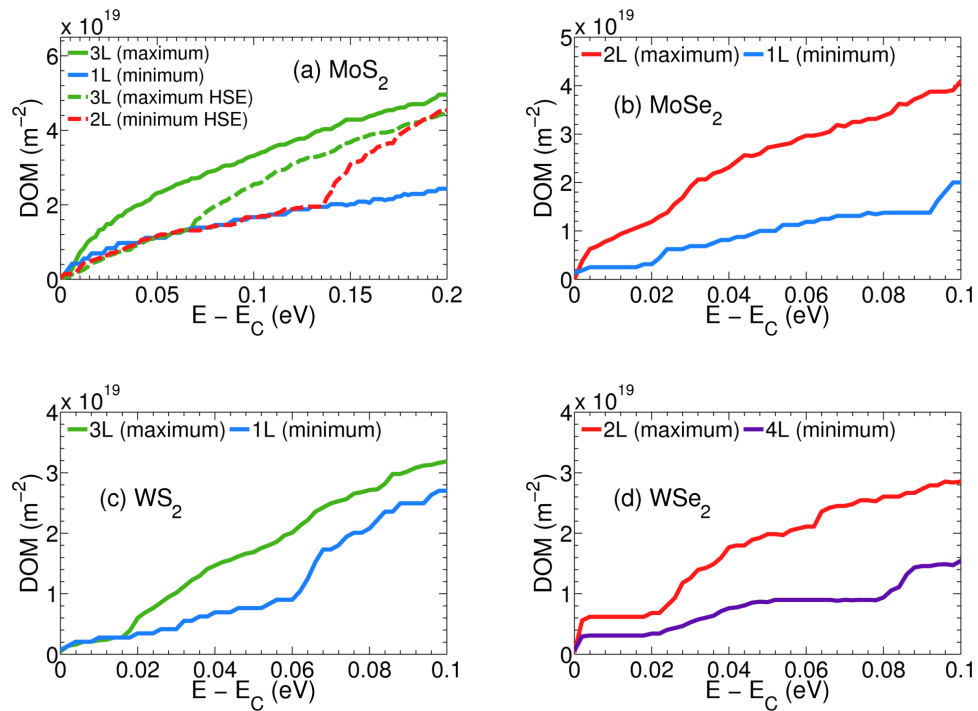 x 10^19
6
4
2
0
0
0.05
0.1
0.15
0.2
DOM (m^-2)
E − E_C (eV)
3L (maximum)
1L (minimum)
3L (maximum HSE)
2L (minimum HSE)
(a) MoS_2
x 10^19
5
4
3
2
1
0
0
0.02
0.04
0.06
0.08
0.1
DOM (m^-2)
E − E_C (eV)
2L (maximum)
1L (minimum)
(b) MoSe_2
x 10^19
4
3
2
1
0
0
0.02
0.04
0.06
0.08
0.1
DOM (m^-2)
E − E_C (eV)
3L (maximum)
1L (minimum)
(c) WS_2
x 10^19
4
3
2
1
0
0
0.02
0.04
0.06
0.08
0.1
DOM (m^-2)
E − E_C (eV)
2L (maximum)
4L (minimum)
(d) WSe_2